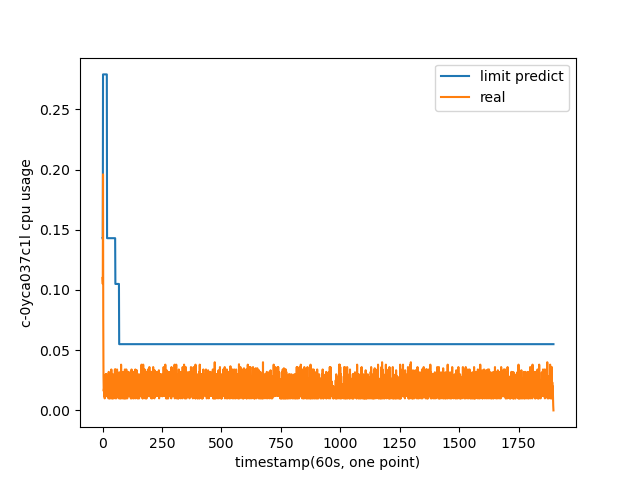 limit predict
real
0.25
0.20
0.15
0.10
0.05
0.00
c-0yca037c1l cpu usage
0 250 500 750 1000 1250 1500 1750
timestamp(60s, one point)